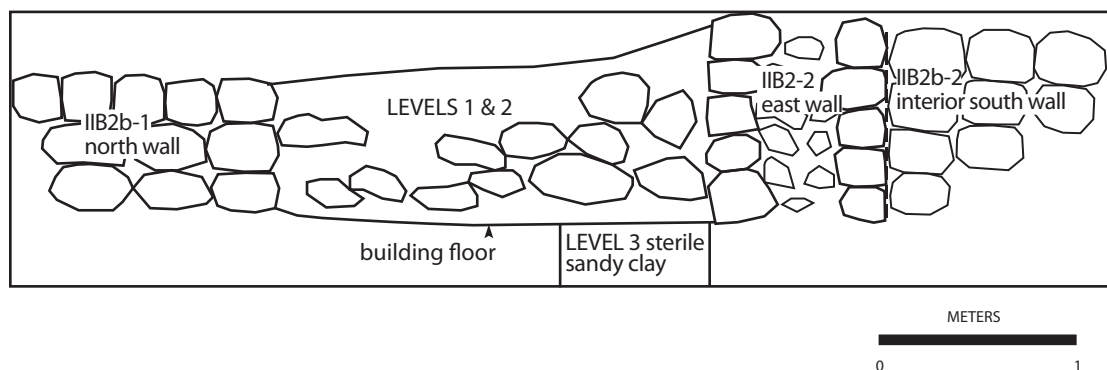 IIB2b-1
north wall
LEVELS 1 & 2
IIB2-2
east wall
IIB2b-2
interior south wall
building floor
LEVEL 3 sterile
sandy clay
METERS
0 1